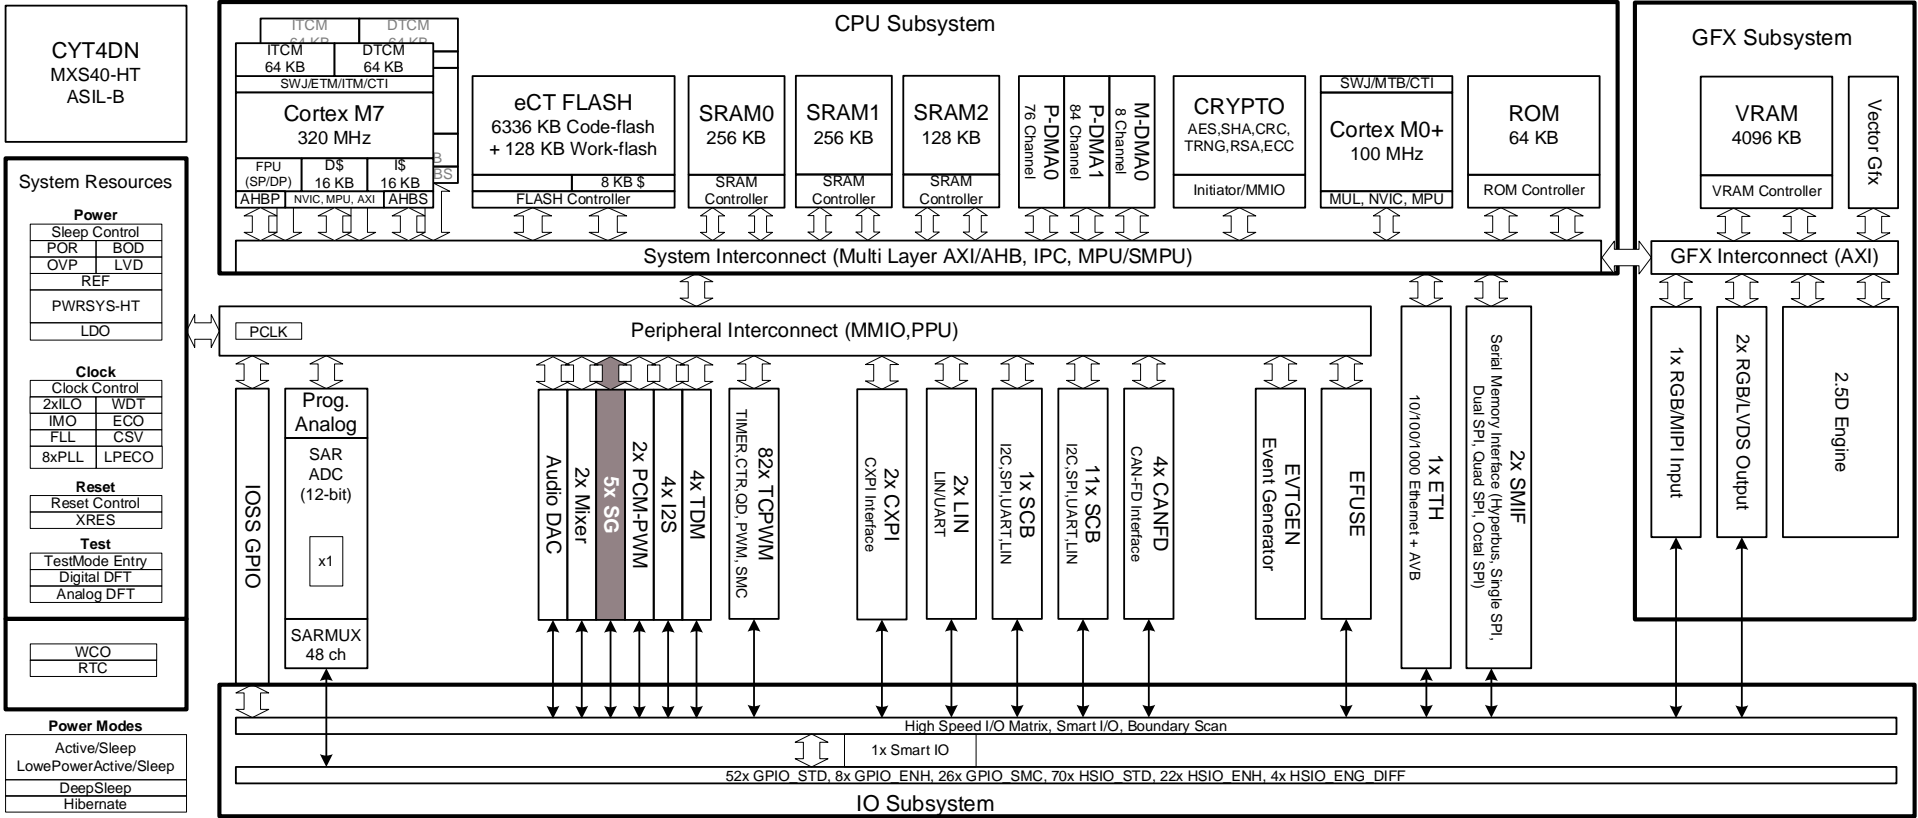 CYT4DN
MXS40-HT
ASIL-B
System Resources
Power
Sleep Control
POR BOD
OVP LVD
REF
PWRSYS-HT
LDO
Clock
Clock Control
2xILO WDT
IMO ECO
FLL CSV
8xPLL LPECO
Reset
Reset Control
XRES
Test
TestMode Entry
Digital DFT
Analog DFT
WCO
RTC
Power Modes
Active/Sleep
LowePowerActive/Sleep
DeepSleep
Hibernate
CPU Subsystem
ITCM
64 KB
DTCM
64 KB
ITCM
64 KB
DTCM
64 KB
SWJ/ETM/ITM/CTI
Cortex M7
320 MHz
FPU
(SP/DP)
D$
16 KB
I$
16 KB
B
BS
AHBP
NVIC, MPU, AXI
AHBS
eCT FLASH
6336 KB Code-flash
+ 128 KB Work-flash
8 KB $
FLASH Controller
SRAM0
256 KB
SRAM
Controller
SRAM1
256 KB
SRAM
Controller
SRAM2
128 KB
SRAM
Controller
P-DMA0
76 Channel
P-DMA1
84 Channel
M-DMA0
8 Channel
CRYPTO
AES,SHA,CRC,
TRNG,RSA,ECC
Initiator/MMIO
SWJ/MTB/CTI
Cortex M0+
100 MHz
MUL, NVIC, MPU
ROM
64 KB
ROM Controller
System Interconnect (Multi Layer AXI/AHB, IPC, MPU/SMPU)
GFX Subsystem
VRAM
4096 KB
VRAM Controller
Vector Gfx
GFX Interconnect (AXI)
1x RGB/MIPI Input
2x RGB/LVDS Output
2.5D Engine
PCLK
Peripheral Interconnect (MMIO,PPU)
IOSS GPIO
Prog.
Analog
SAR
ADC
(12-bit)
x1
SARMUX
48 ch
Audio DAC
2x Mixer
5x SG
2x PCM-PWM
4x I2S
4x TDM
82x TCPWM
TIMER,CTR,QD, PWM, SMC
2x CXPI
CXPI Interface
2x LIN
LIN/UART
1x SCB
I2C,SPI,UART,LIN
11x SCB
I2C,SPI,UART,LIN
4x CANFD
CAN-FD Interface
EVTGEN
Event Generator
EFUSE
1x ETH
10/100/1000 Ethernet + AVB
2x SMIF
Serial Memory Interface (Hyperbus, Single SPI,
Dual SPI, Quad SPI, Octal SPI)
High Speed I/O Matrix, Smart I/O, Boundary Scan
1x Smart IO
52x GPIO_STD, 8x GPIO_ENH, 26x GPIO_SMC, 70x HSIO_STD, 22x HSIO_ENH, 4x HSIO_ENG_DIFF
IO Subsystem